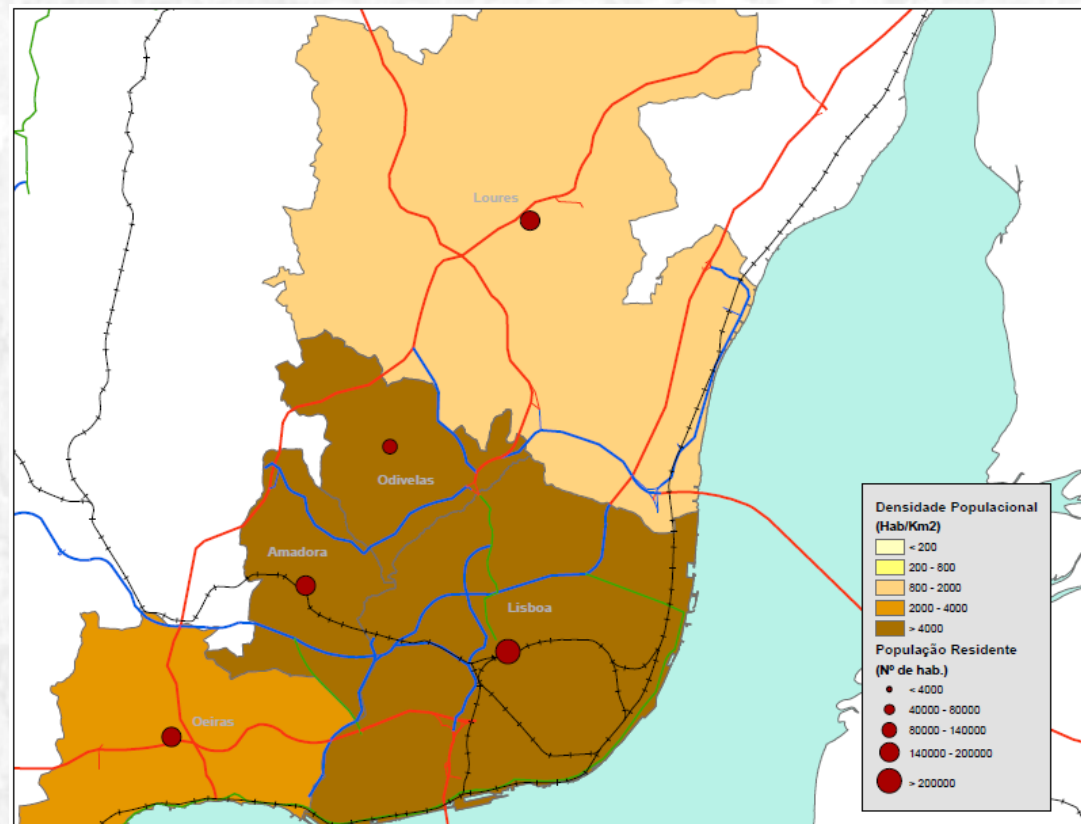 Loures
Odivelas
Amadora
Lisboa
Oeiras
Densidade Populacional
(Hab/Km2)
< 200
200 - 800
800 - 2000
2000 - 4000
> 4000
População Residente
(Nº de hab.)
< 4000
40000 - 80000
80000 - 140000
140000 - 200000
> 200000